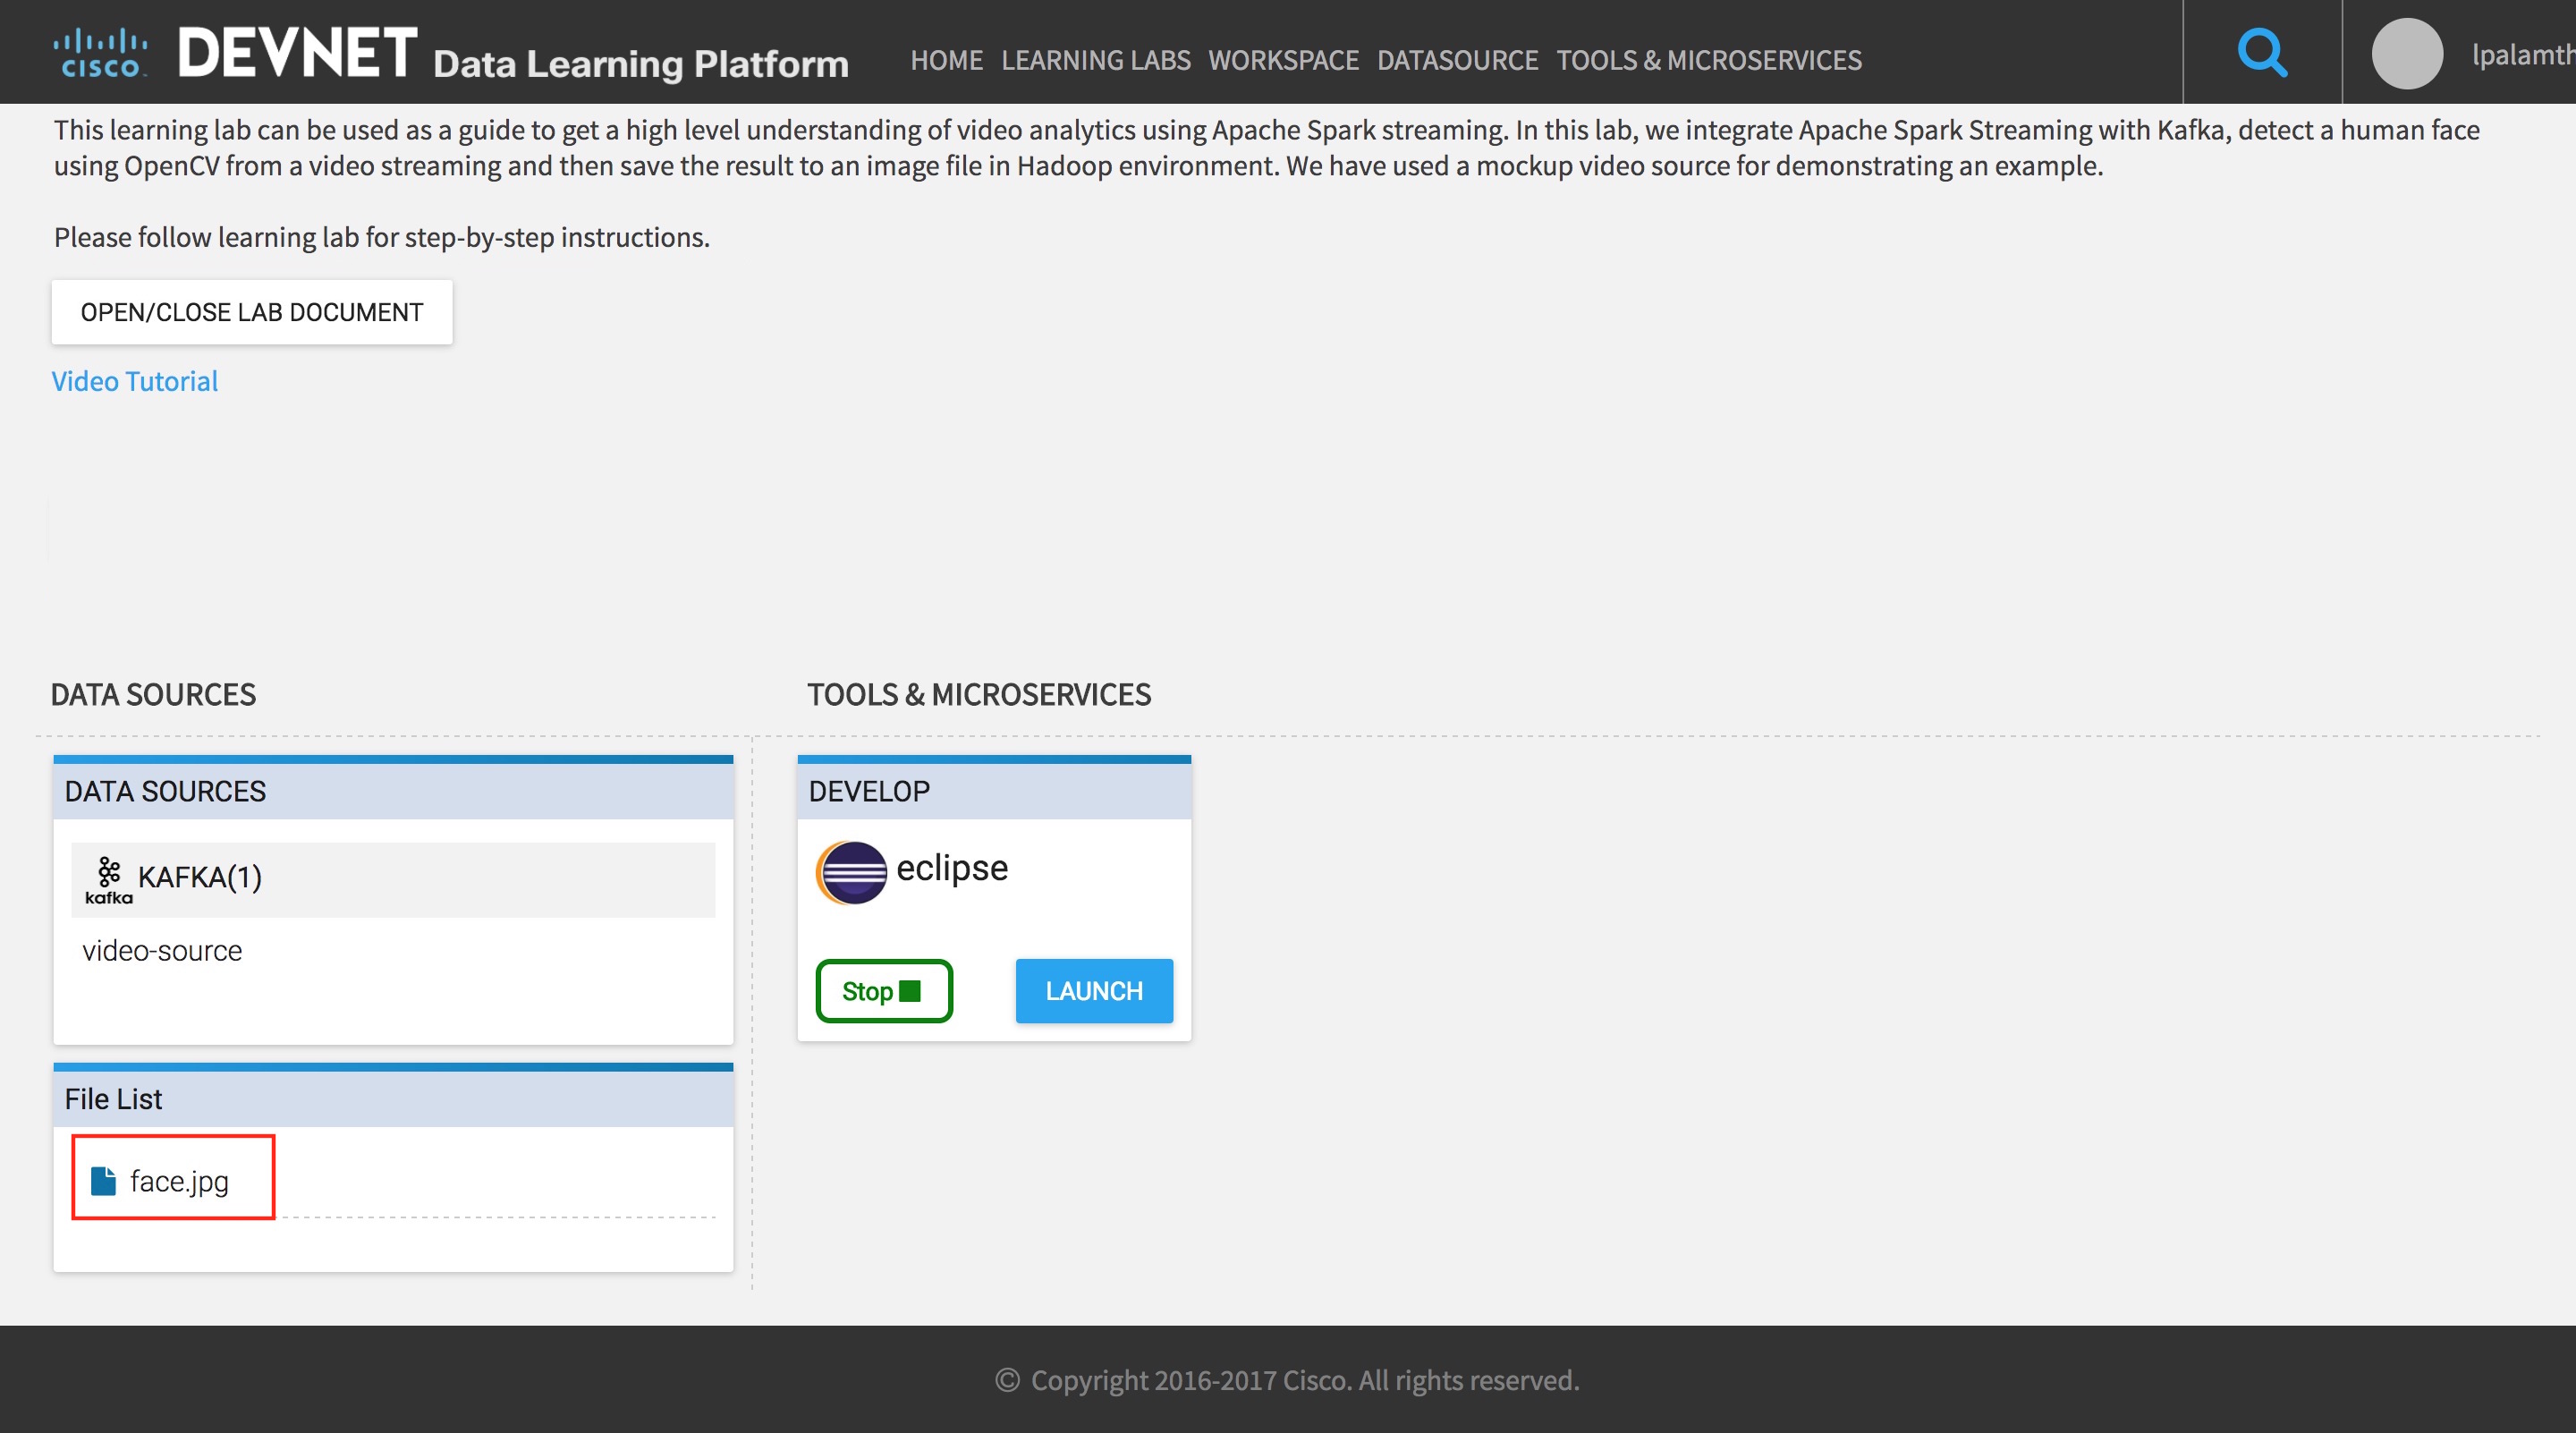 CISCO DEVNET Data Learning Platform HOME LEARNING LABS WORKSPACE DATASOURCE TOOLS & MICROSERVICES lpalamth
This learning lab can be used as a guide to get a high level understanding of video analytics using Apache Spark streaming. In this lab, we integrate Apache Spark Streaming with Kafka, detect a human face
using OpenCV from a video streaming and then save the result to an image file in Hadoop environment. We have used a mockup video source for demonstrating an example.
Please follow learning lab for step-by-step instructions.
OPEN/CLOSE LAB DOCUMENT
Video Tutorial
DATA SOURCES
DATA SOURCES
kafka KAFKA(1)
video-source
File List
face.jpg
TOOLS & MICROSERVICES
DEVELOP
eclipse
Stop LAUNCH
© Copyright 2016-2017 Cisco. All rights reserved.